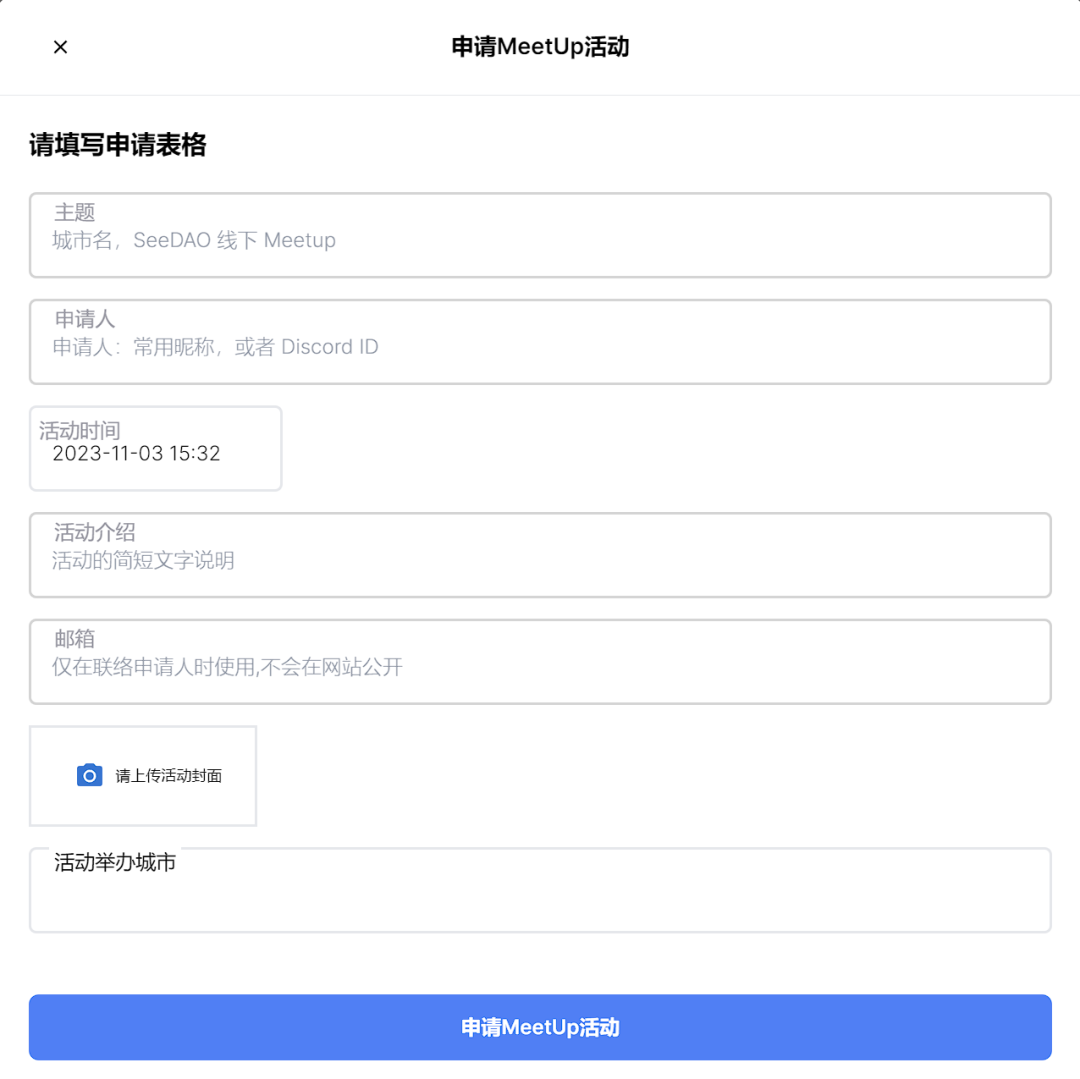 申请MeetUp活动
请填写申请表格
主题
城市名，SeeDAO 线下 Meetup
申请人
申请人：常用昵称，或者 Discord ID
活动时间
2023-11-03 15:32
活动介绍
活动的简短文字说明
邮箱
仅在联络申请人时使用,不会在网站公开
请上传活动封面
活动举办城市
申请MeetUp活动